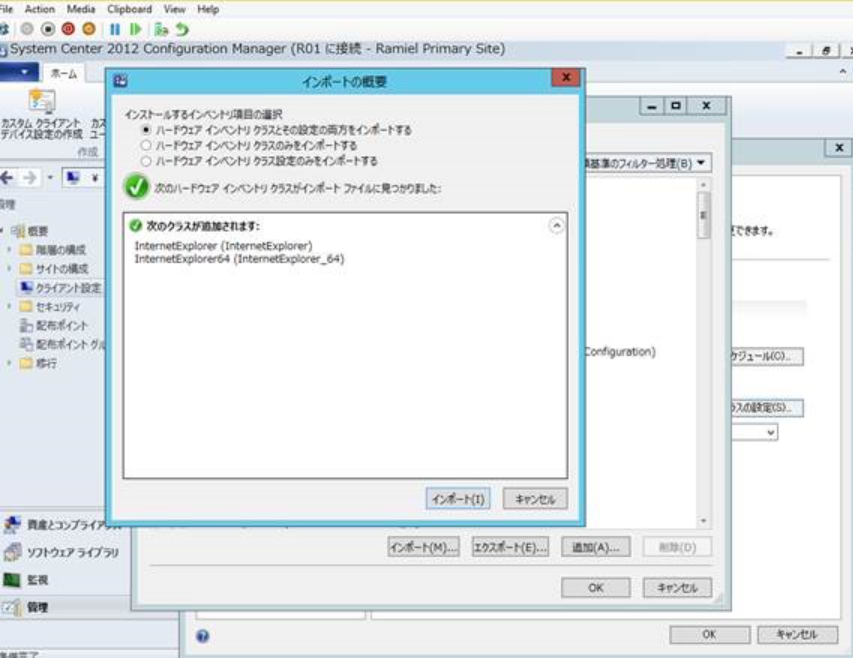 File Action Media Clipboard View Help
System Center 2012 Configuration Manager (R01 に接続 - Ramiel Primary Site)
ホーム
カスタム クライアント
デバイス設定の作成
作成
概要
階層の構成
サイトの構成
クライアント設定
セキュリティ
配布ポイント
配布ポイント グル
移行
資産とコンプライアンス
ソフトウェア ライブラリ
監視
管理
インポートの概要
インストールするインベントリ項目の選択
ハードウェア インベントリ クラスとその設定の両方をインポートする
ハードウェア インベントリ クラスのみをインポートする
ハードウェア インベントリ クラス設定のみをインポートする
次のハードウェア インベントリ クラスがインポート ファイルに見つかりました:
次のクラスが追加されます:
InternetExplorer (InternetExplorer)
InternetExplorer64 (InternetExplorer_64)
インポート(I) キャンセル
基準のフィルター処理(B)
Configuration)
インポート(M)... エクスポート(E)... 追加(A)... 削除(D)
OK キャンセル
できます。
ケジュール(C)..
ラスの設定(S)..
OK キャンセル